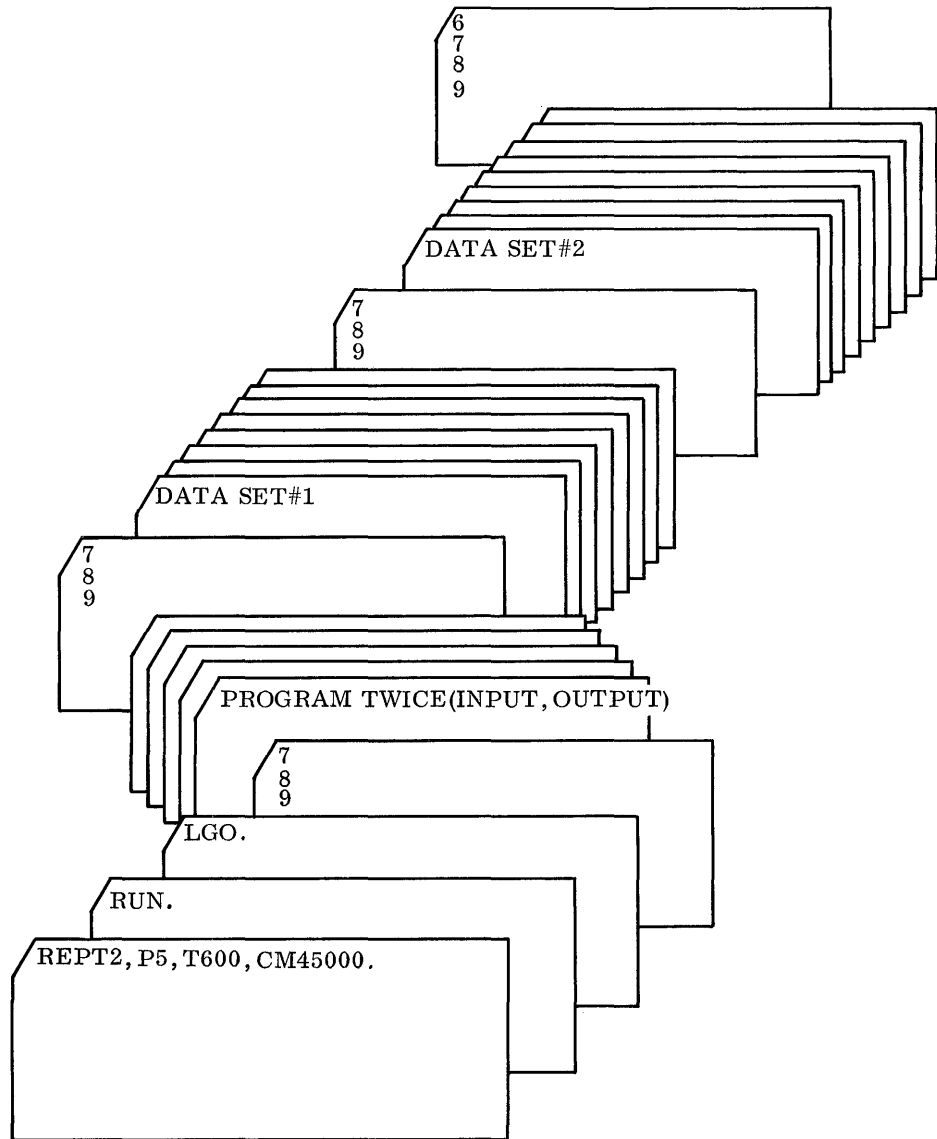 6
7
8
9
DATA SET#2
7
8
9
DATA SET#1
7
8
9
PROGRAM TWICE(INPUT,OUTPUT)
7
8
9
LGO.
RUN.
REPT2,P5,T600,CM45000.